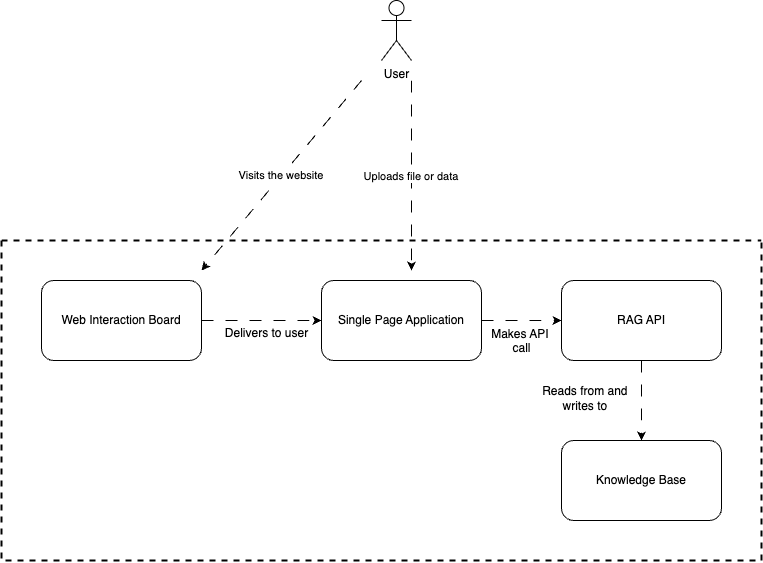 User
Visits the website
Uploads file or data
Web Interaction Board
Delivers to user
Single Page Application
Makes API
call
RAG API
Reads from and
writes to
Knowledge Base